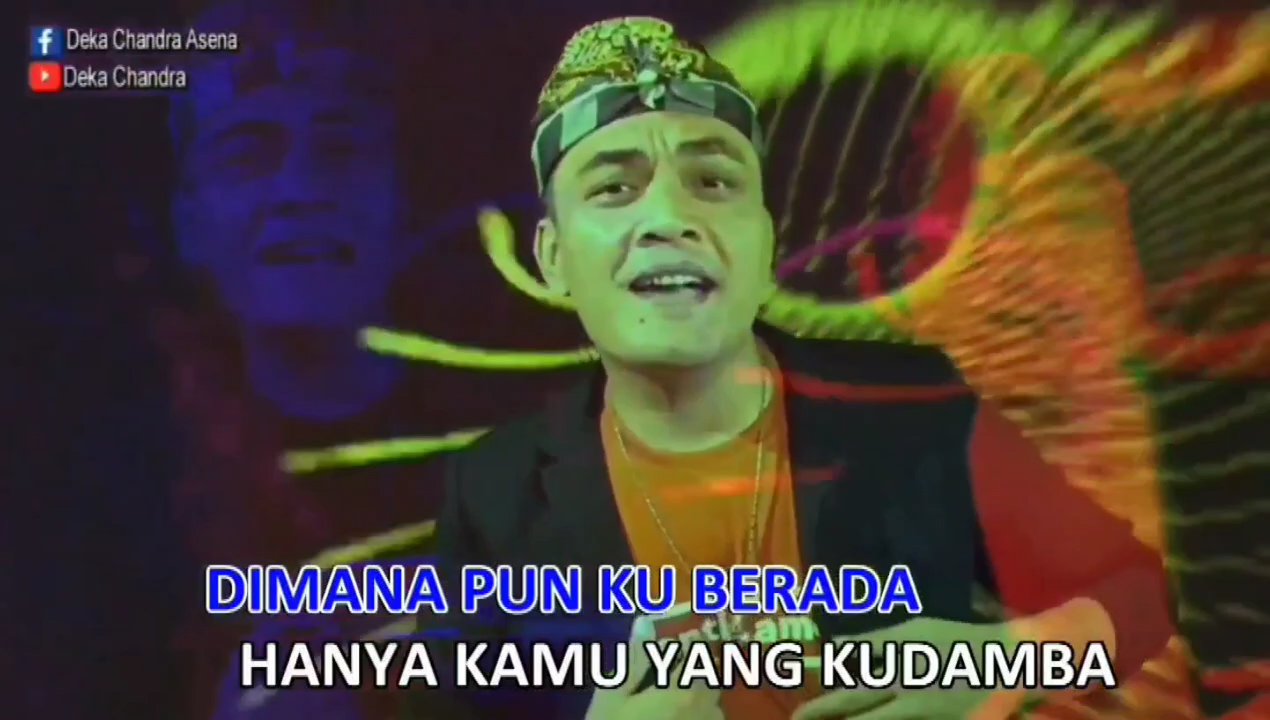 Deka Chandra Asena
Deka Chandra
DIMANA PUN KU BERADA
HANYA KAMU YANG KUDAMBA